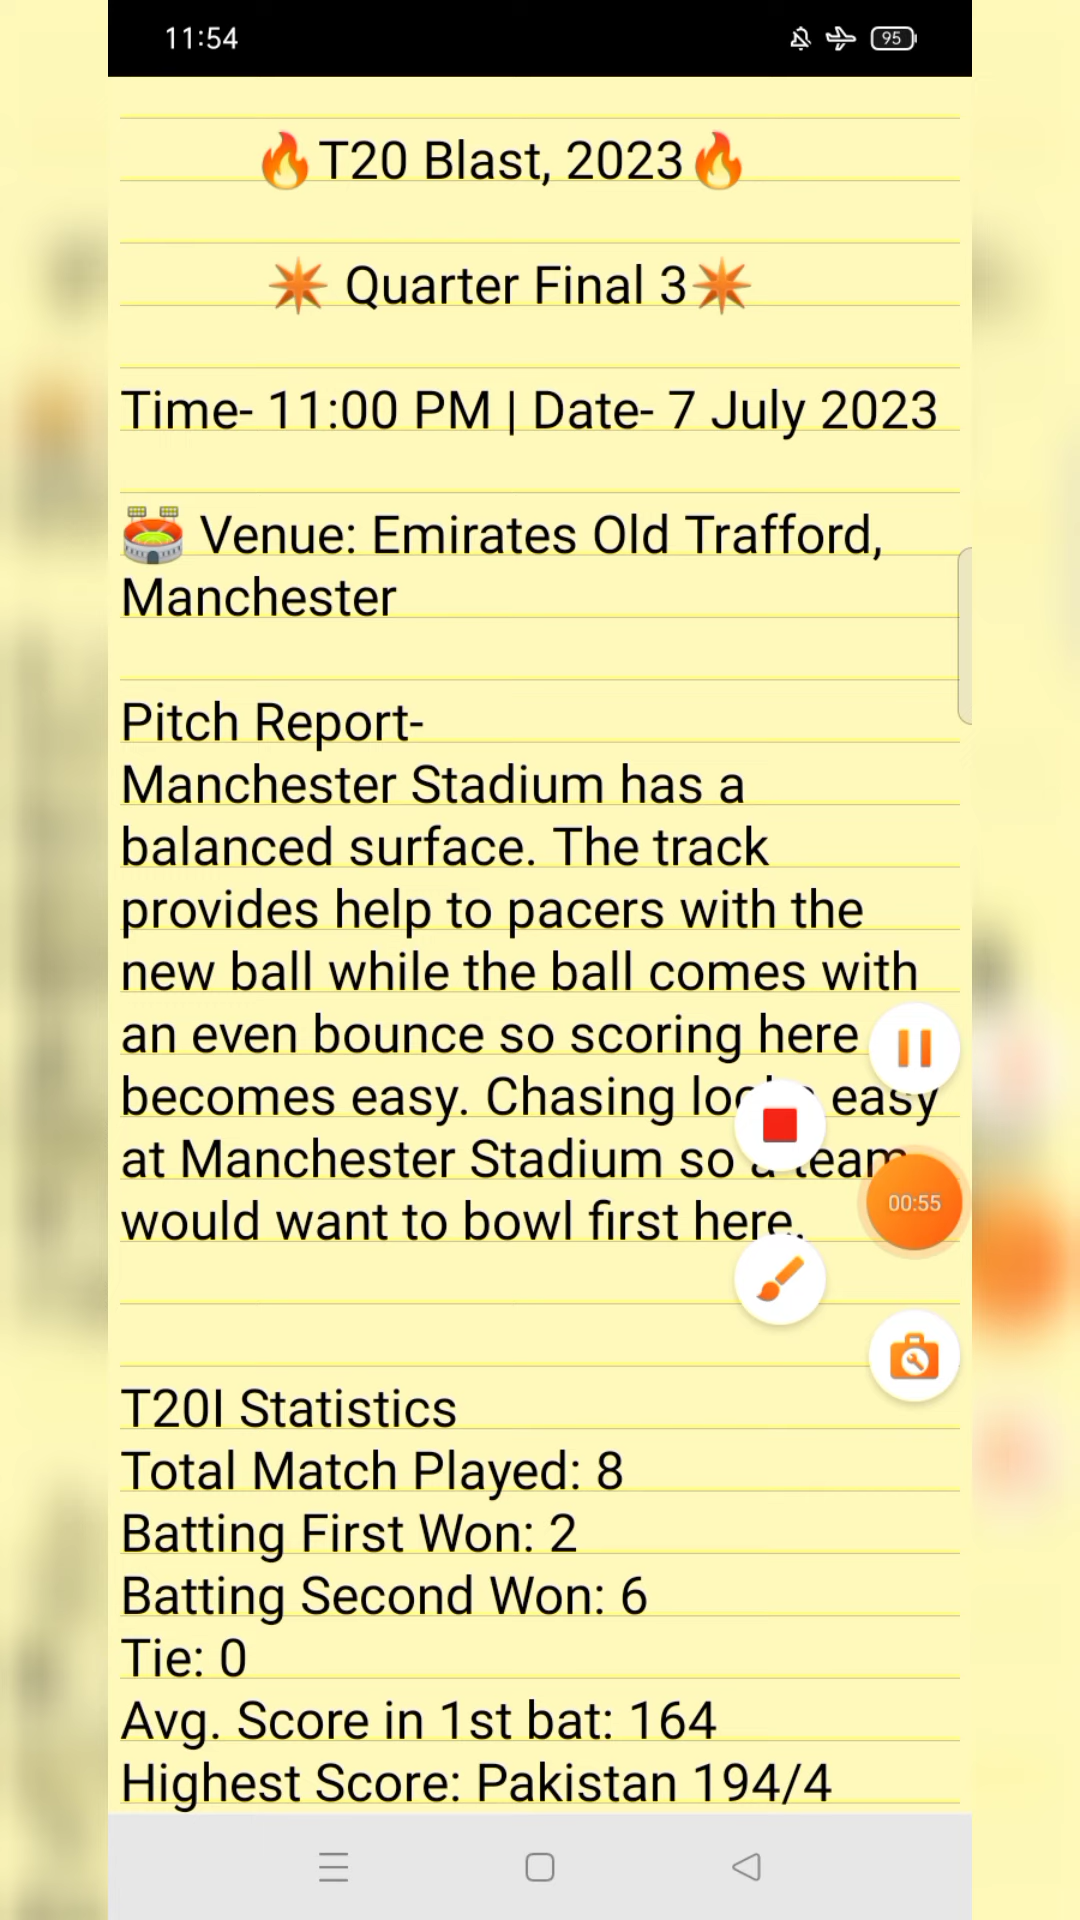 11:54
95
T20 Blast, 2023
Quarter Final 3
Time- 11:00 PM | Date- 7 July 2023
Venue: Emirates Old Trafford,
Manchester
Pitch Report-
Manchester Stadium has a
balanced surface. The track
provides help to pacers with the
new ball while the ball comes with
an even bounce so scoring here
becomes easy. Chasing easy
at Manchester Stadium so a team
would want to bowl first here.
00:55
T20I Statistics
Total Match Played: 8
Batting First Won: 2
Batting Second Won: 6
Tie: 0
Avg. Score in 1st bat: 164
Highest Score: Pakistan 194/4